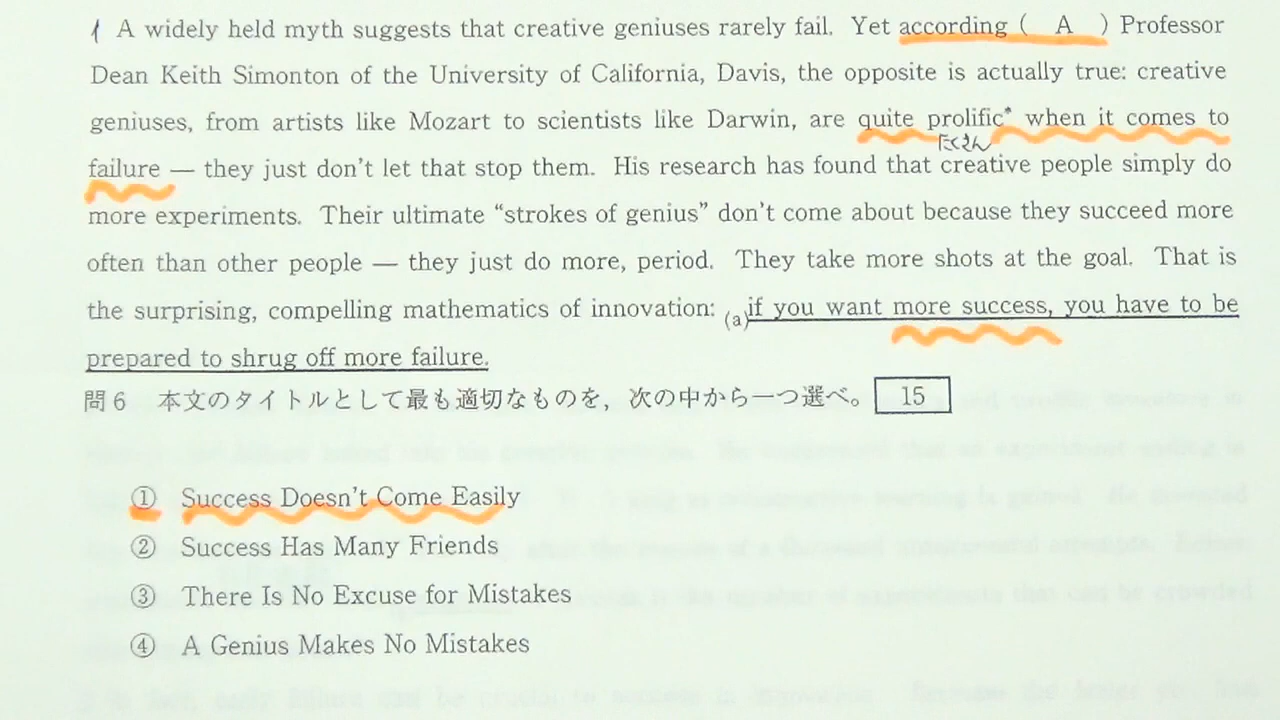 1 A widely held myth suggests that creative geniuses rarely fail. Yet according ( A ) Professor
Dean Keith Simonton of the University of California, Davis, the opposite is actually true: creative
geniuses, from artists like Mozart to scientists like Darwin, are quite prolific* when it comes to
たくさん
failure — they just don't let that stop them. His research has found that creative people simply do
more experiments. Their ultimate “strokes of genius” don't come about because they succeed more
often than other people — they just do more, period. They take more shots at the goal. That is
the surprising, compelling mathematics of innovation: (a)if you want more success, you have to be
prepared to shrug off more failure.
問6 本文のタイトルとして最も適切なものを，次の中から一つ選べ。 15
① Success Doesn't Come Easily
② Success Has Many Friends
③ There Is No Excuse for Mistakes
④ A Genius Makes No Mistakes